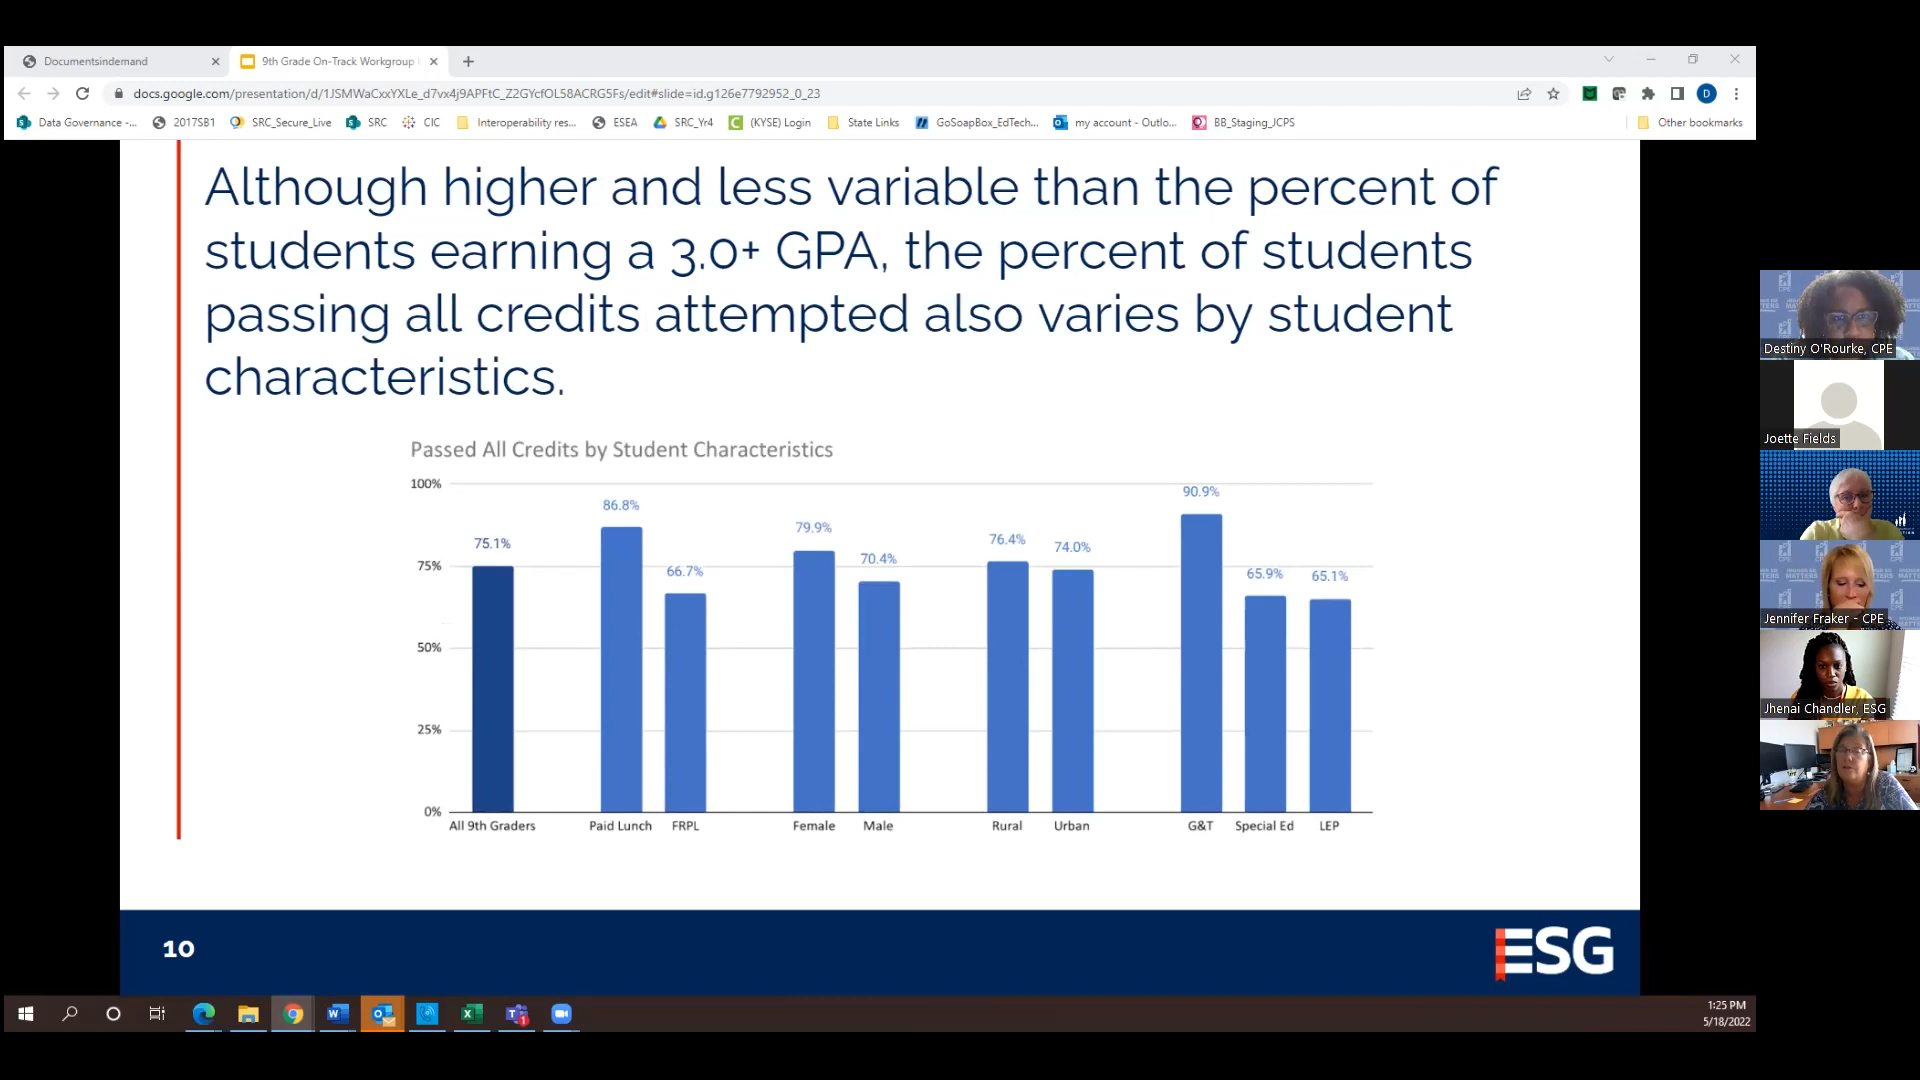 Documentsindemand
9th Grade On-Track Workgroup
docs.google.com/presentation/d/1JSMWaCxxYXLe_d7vx4j9APFtC_Z2GYcfOL58ACRG5Fs/edit#slide=id.g126e7792952_0_23
D
Data Governance -... 2017SB1 SRC_Secure_Live SRC CIC Interoperability res... ESEA SRC_Yr4 (KYSE) Login State Links GoSoapBox_EdTech... my account - Outlo... BB_Staging_JCPS Other bookmarks
Although higher and less variable than the percent of
students earning a 3.0+ GPA, the percent of students
passing all credits attempted also varies by student
characteristics.
Passed All Credits by Student Characteristics
100%
75%
50%
25%
0%
75.1% 86.8% 66.7% 79.9% 70.4% 76.4% 74.0% 90.9% 65.9% 65.1%
All 9th Graders Paid Lunch FRPL Female Male Rural Urban G&T Special Ed LEP
10
ESG
Destiny O'Rourke, CPE
Joette Fields
Jennifer Fraker - CPE
Jhenai Chandler, ESG
1:25 PM
5/18/2022